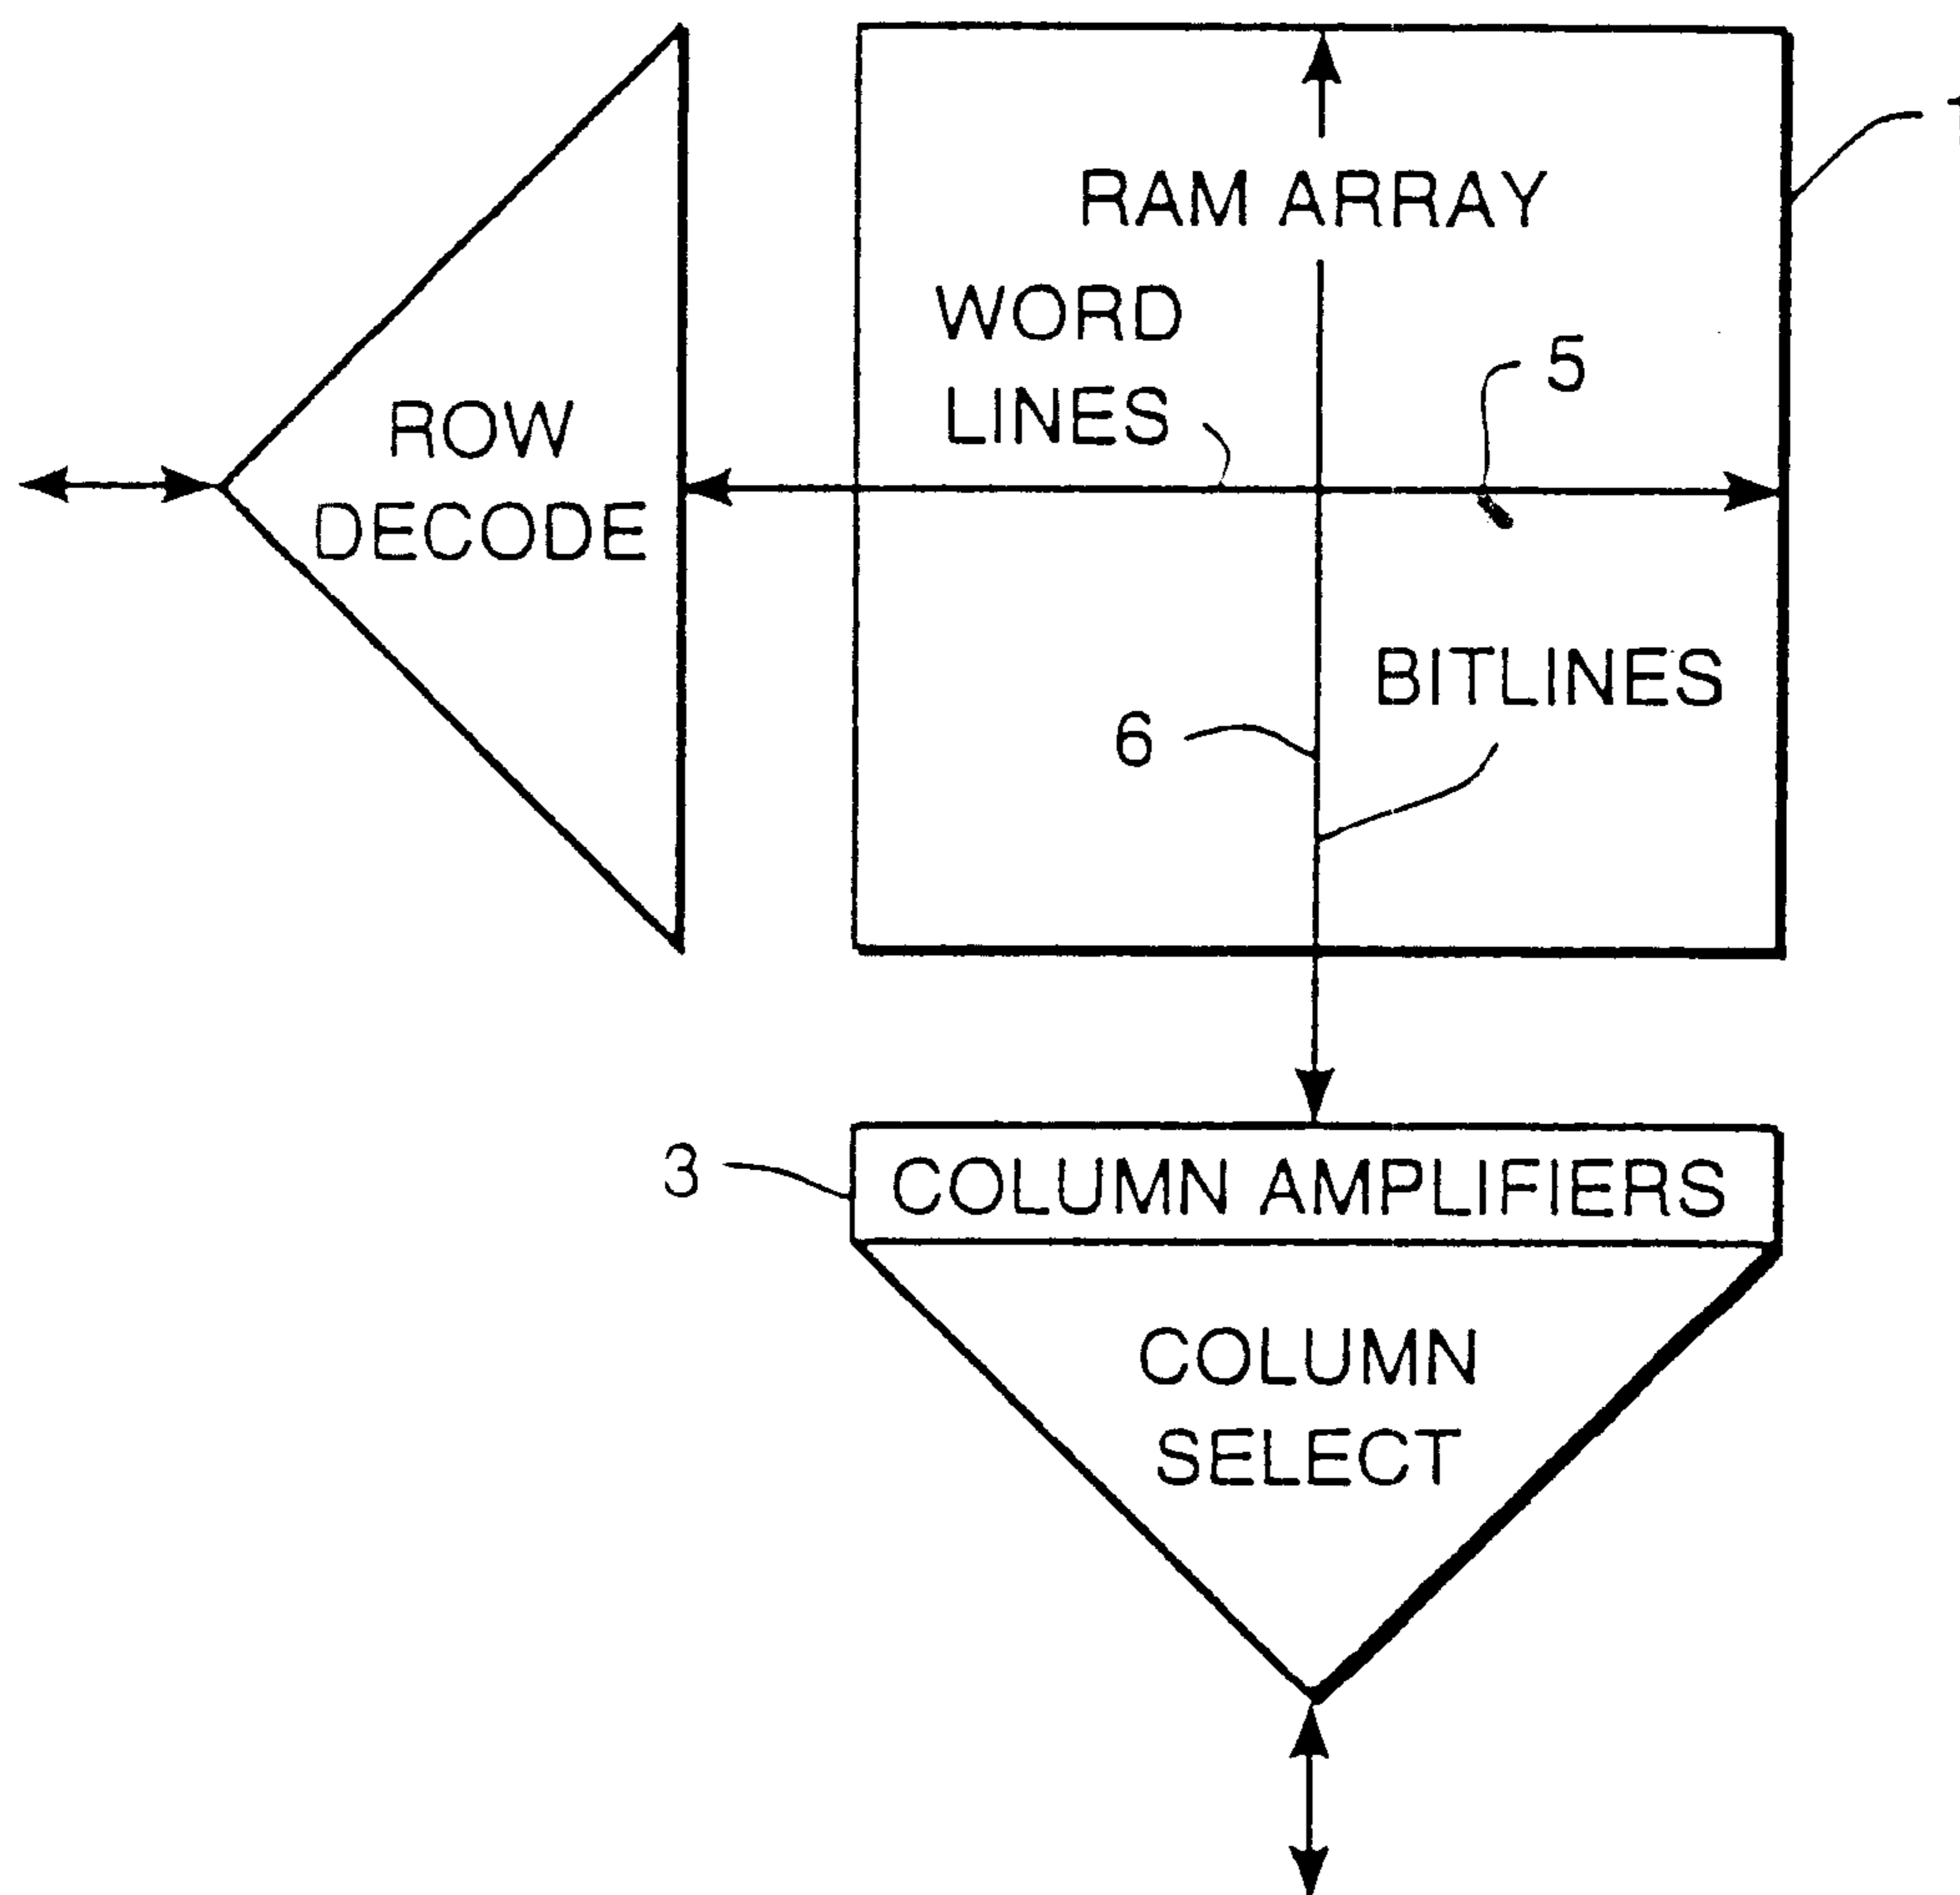 RAM ARRAY
WORD
LINES
5
ROW
DECODE
BITLINES
6
3
COLUMN AMPLIFIERS
COLUMN
SELECT